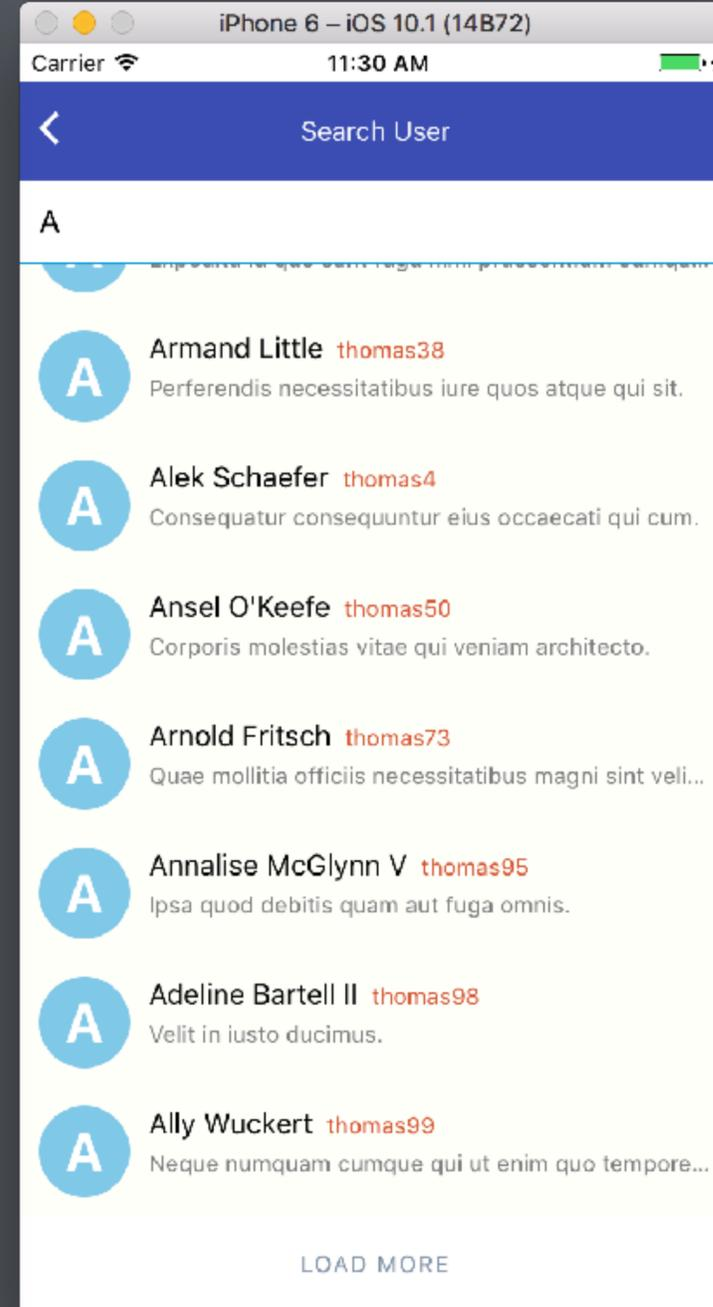 iPhone 6 – iOS 10.1 (14B72)
Carrier 11:30 AM
Search User
A
A Armand Little thomas38
Perferendis necessitatibus iure quos atque qui sit.
A Alek Schaefer thomas4
Consequatur consequuntur eius occaecati qui cum.
A Ansel O'Keefe thomas50
Corporis molestias vitae qui veniam architecto.
A Arnold Fritsch thomas73
Quae mollitia officiis necessitatibus magni sint veli...
A Annalise McGlynn V thomas95
Ipsa quod debitis quam aut fuga omnis.
A Adeline Bartell II thomas98
Velit in iusto ducimus.
A Ally Wuckert thomas99
Neque numquam cumque qui ut enim quo tempore...
LOAD MORE